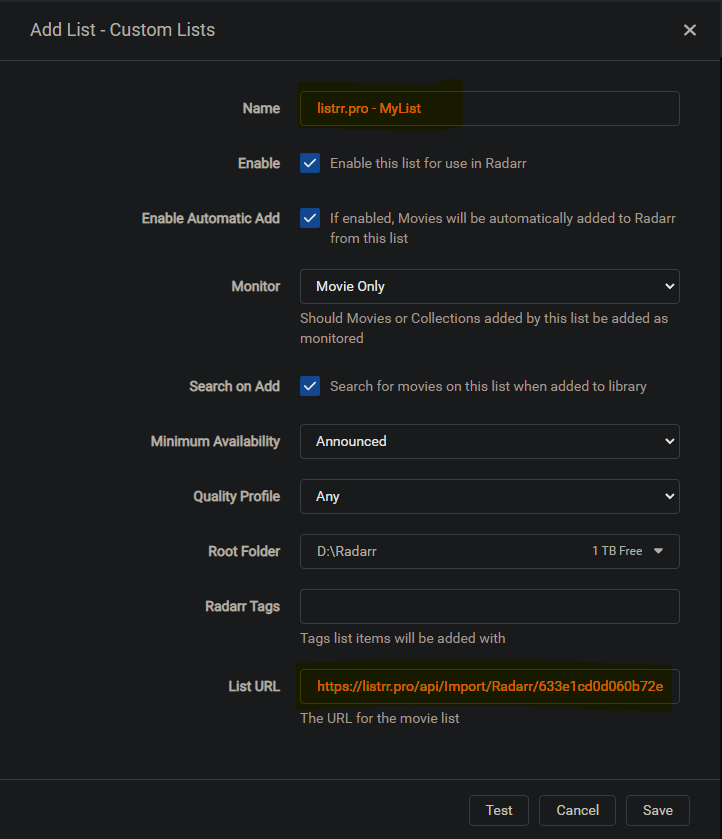 Add List - Custom Lists
Name
listrr.pro - MyList
Enable
Enable this list for use in Radarr
Enable Automatic Add
If enabled, Movies will be automatically added to Radarr
from this list
Monitor
Movie Only
Should Movies or Collections added by this list be added as
monitored
Search on Add
Search for movies on this list when added to library
Minimum Availability
Announced
Quality Profile
Any
Root Folder
D:\Radarr
1 TB Free
Radarr Tags
Tags list items will be added with
List URL
https://listrr.pro/api/Import/Radarr/633e1cd0d060b72e
The URL for the movie list
Test
Cancel
Save